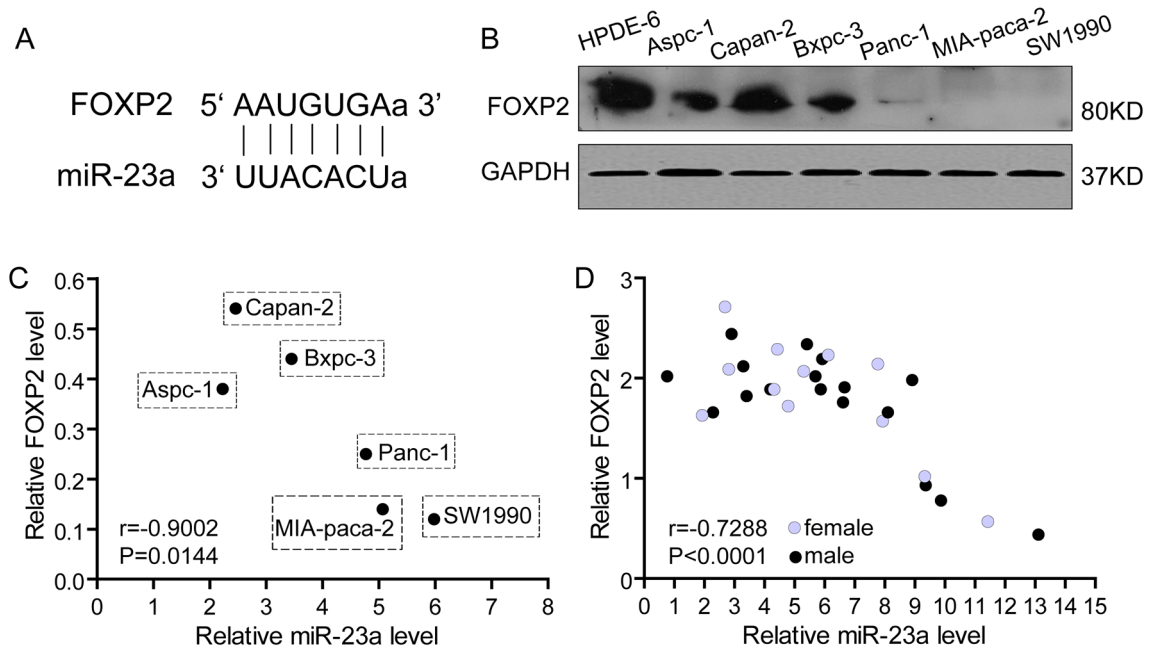 A
FOXP2 5‘ AAUGUGAa 3’
miR-23a 3‘ UUACACUa
B
HPDE-6 Aspc-1 Capan-2 Bxpc-3 Panc-1 MIA-paca-2 SW1990
FOXP2 80KD
GAPDH 37KD
C
Relative FOXP2 level
0.6
0.5
0.4
0.3
0.2
0.1
0.0
Capan-2
Bxpc-3
Aspc-1
Panc-1
MIA-paca-2
SW1990
r=-0.9002
P=0.0144
0 1 2 3 4 5 6 7 8
Relative miR-23a level
D
Relative FOXP2 level
3
2
1
0
r=-0.7288
P<0.0001
female
male
0 1 2 3 4 5 6 7 8 9 10 11 12 13 14 15
Relative miR-23a level